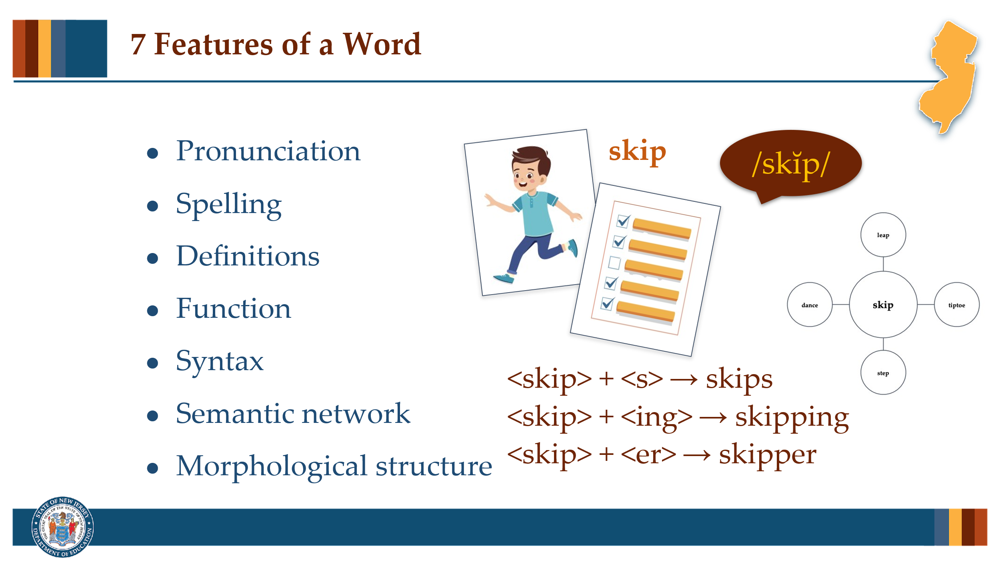 7 Features of a Word
● Pronunciation
● Spelling
● Definitions
● Function
● Syntax
● Semantic network
● Morphological structure
skip
/skĭp/
leap
dance
skip
tiptoe
step
<skip> + <s> → skips
<skip> + <ing> → skipping
<skip> + <er> → skipper
STATE OF NEW JERSEY
DEPARTMENT OF EDUCATION
THE GREAT SEAL OF THE STATE OF NEW JERSEY